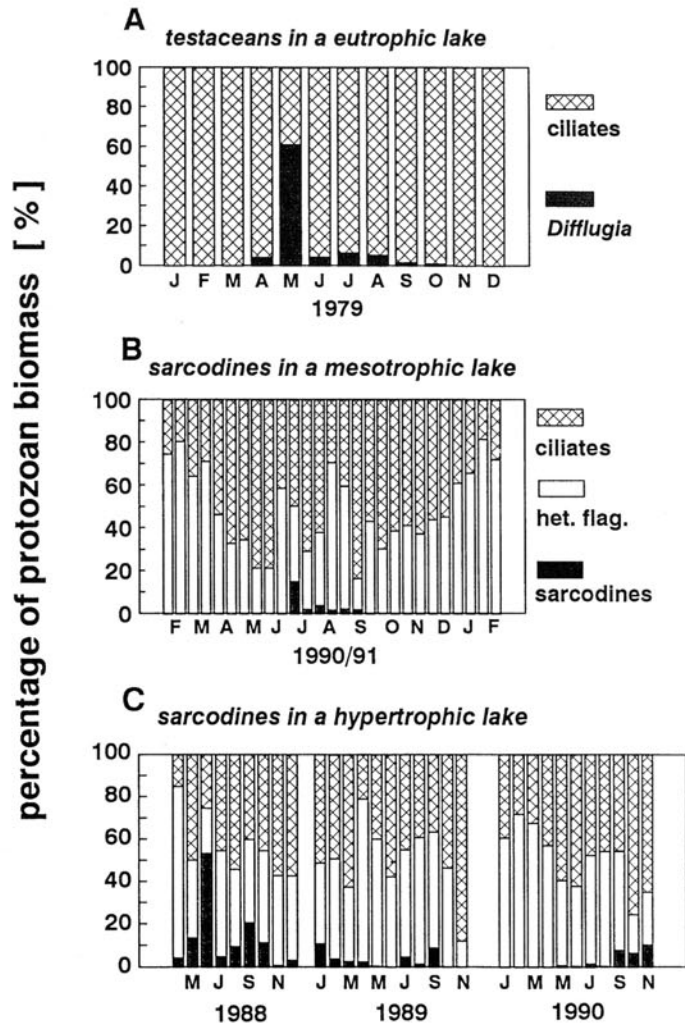 percentage of protozoan biomass [ % ]
A
testaceans in a eutrophic lake
100
80
60
40
20
0
J F M A M J J A S O N D
1979
ciliates
Difflugia
B
sarcodines in a mesotrophic lake
100
80
60
40
20
0
F M A M J J A S O N D J F
1990/91
ciliates
het. flag.
sarcodines
C
sarcodines in a hypertrophic lake
100
80
60
40
20
0
M J S N J M M J S N J M M J S N
1988 1989 1990